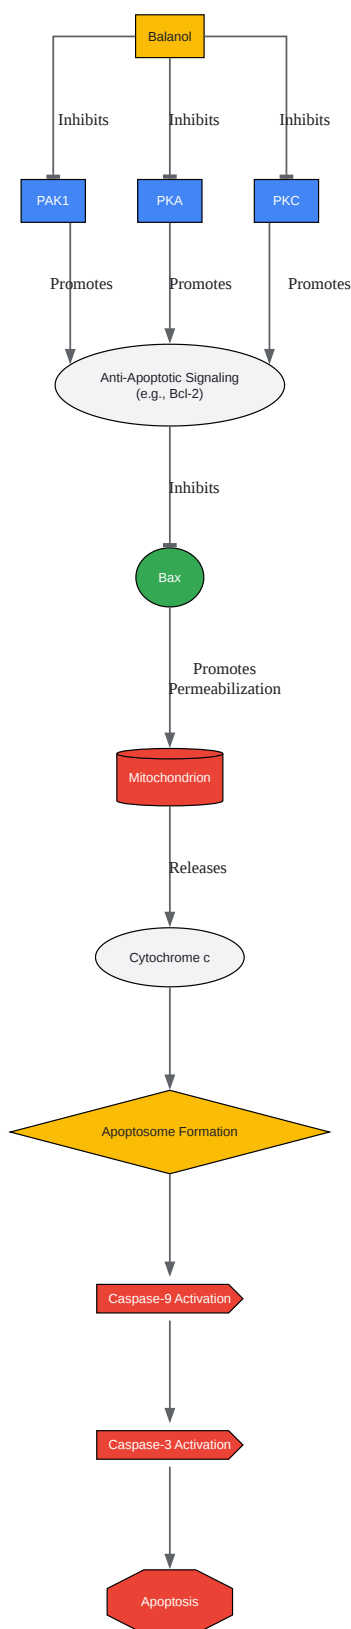 Balanol
Inhibits
Inhibits
Inhibits
PAK1
PKA
PKC
Promotes
Promotes
Promotes
Anti-Apoptotic Signaling
(e.g., Bcl-2)
Inhibits
Bax
Promotes
Permeabilization
Mitochondrion
Releases
Cytochrome c
Apoptosome Formation
Caspase-9 Activation
Caspase-3 Activation
Apoptosis